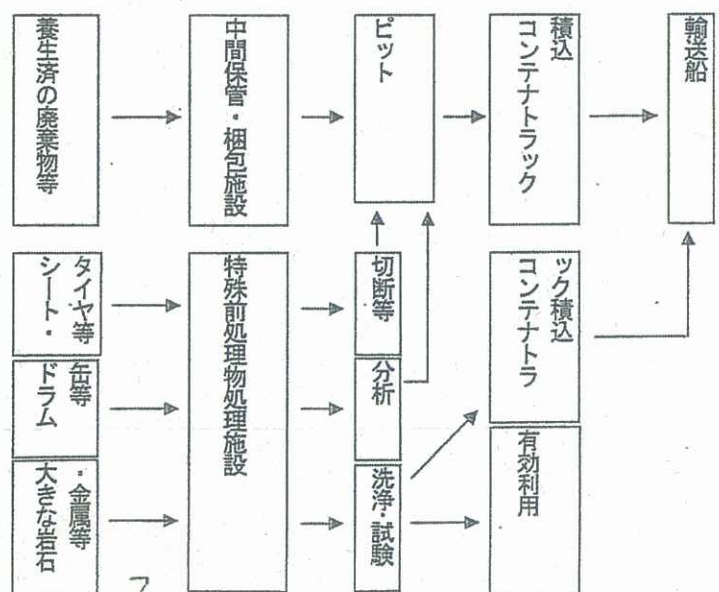 養生済の廃棄物等
中間保管・梱包施設
ピット
積込
コンテナトラック
輸送船
タイヤ等
シート・
缶等
ドラム
・金属等
大きな岩石
特殊前処理物処理施設
切断等
分析
洗浄・試験
ック積込
コンテナトラ
有効利用